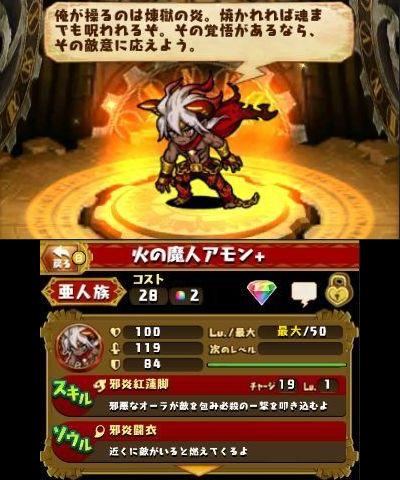 俺が操るのは煉獄の炎。焼かれれば魂ま
でも呪われるぞ。その覚悟があるなら、
その敵意に応えよう。
戻る B 火の魔人アモン+
亜人族 コスト 28 2
100 Lv./最大 最大/50
119 次のレベル
84
スキル 邪炎紅蓮脚 チャージ 19 Lv. 1
邪悪なオーラが敵を包み必殺の一撃を叩き込むよ
ソウル 邪炎闘衣
近くに敵がいると燃えてくるよ